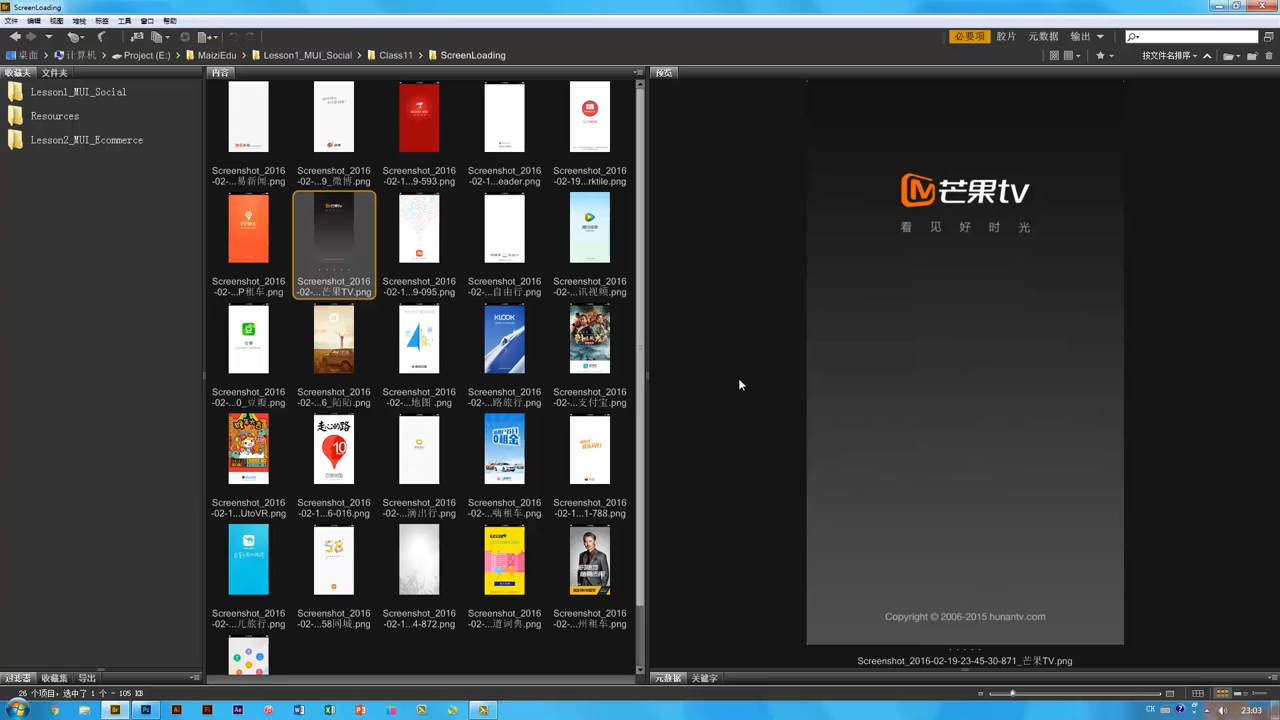 ScreenLoading
文件 编辑 视图 堆栈 标签 工具 窗口 帮助
必要项 胶片 元数据 输出
桌面 计算机 Project (E:) MaiziEdu Lesson1_MUI_Social Class11 ScreenLoading
按文件名排序
收藏夹 文件夹
内容
预览
Lesson1_MUI_Social
Resources
Lesson2_MUI_Ecommerce
Screenshot_2016 Screenshot_2016 Screenshot_2016 Screenshot_2016 Screenshot_2016
-02-...易新闻.png -02-...9_微博.png -02-1...9-593.png -02-1...eader.png -02-19...rktile.png
Screenshot_2016 Screenshot_2016 Screenshot_2016 Screenshot_2016 Screenshot_2016
-02-...P租车.png -02-...芒果TV.png -02-...9-095.png -02-...自由行.png -02-...讯视频.png
KLOOK
Screenshot_2016 Screenshot_2016 Screenshot_2016 Screenshot_2016 Screenshot_2016
-02-...0_豆瓣.png -02-...6_陌陌.png -02-...地图 .png -02-...路旅行.png -02-...支付宝.png
走心的路
10
0租金
Screenshot_2016 Screenshot_2016 Screenshot_2016 Screenshot_2016 Screenshot_2016
-02-1...UtoVR.png -02-1...6-016.png -02-...滴出行.png -02-...嗨租车.png -02-...1-788.png
58
Screenshot_2016 Screenshot_2016 Screenshot_2016 Screenshot_2016 Screenshot_2016
-02-...儿旅行.png -02-...58同城.png -02-1...4-872.png -02-...道词典.png -02-...州租车.png
芒果tv
看见好时光
Copyright © 2006-2015 hunantv.com
Screenshot_2016-02-19-23-45-30-871_芒果TV.png
过滤器 收藏集 导出
元数据 关键字
26 个项目，选中了 1 个 - 105 KB
CH
23:03